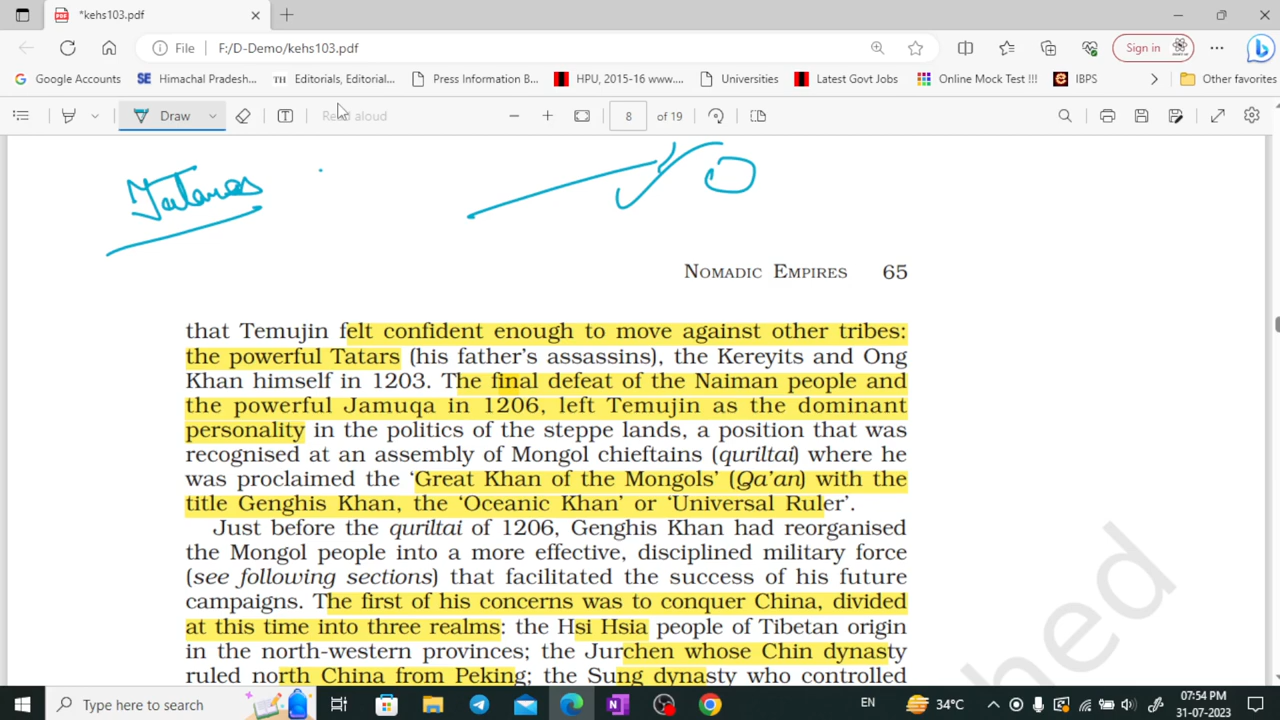 *kehs103.pdf
File F:/D-Demo/kehs103.pdf Sign in
Google Accounts SE Himachal Pradesh... TH Editorials, Editorial... Press Information B... HPU, 2015-16 www.... Universities Latest Govt Jobs Online Mock Test !!! IBPS Other favorites
Draw Read aloud 8 of 19
NOMADIC EMPIRES 65
that Temujin felt confident enough to move against other tribes:
the powerful Tatars (his father's assassins), the Kereyits and Ong
Khan himself in 1203. The final defeat of the Naiman people and
the powerful Jamuqa in 1206, left Temujin as the dominant
personality in the politics of the steppe lands, a position that was
recognised at an assembly of Mongol chieftains (quriltai) where he
was proclaimed the 'Great Khan of the Mongols' (Qa'an) with the
title Genghis Khan, the 'Oceanic Khan' or 'Universal Ruler'.
Just before the quriltai of 1206, Genghis Khan had reorganised
the Mongol people into a more effective, disciplined military force
(see following sections) that facilitated the success of his future
campaigns. The first of his concerns was to conquer China, divided
at this time into three realms: the Hsi Hsia people of Tibetan origin
in the north-western provinces; the Jurchen whose Chin dynasty
ruled north China from Peking; the Sung dynasty who controlled
hed
Type here to search EN 34°C 07:54 PM
31-07-2023